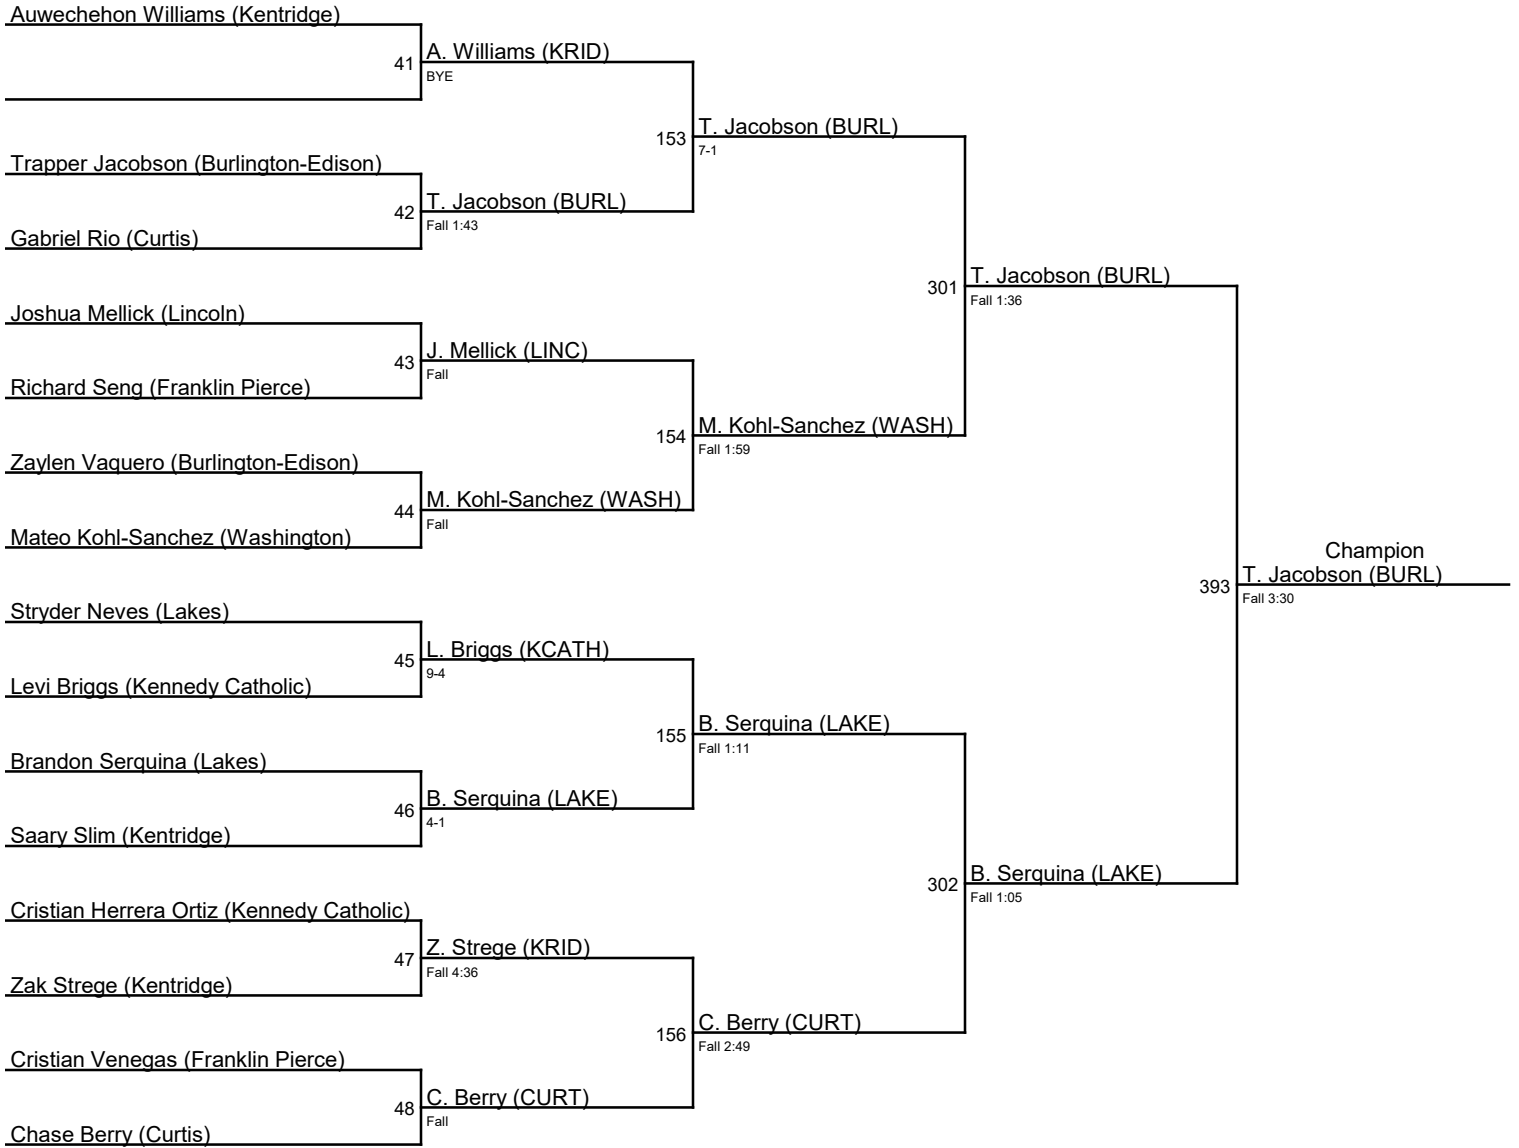 Auwechehon Williams (Kentridge)
41
A. Williams (KRID)
BYE
153
T. Jacobson (BURL)
7-1
Trapper Jacobson (Burlington-Edison)
42
T. Jacobson (BURL)
Fall 1:43
Gabriel Rio (Curtis)
301
T. Jacobson (BURL)
Fall 1:36
Joshua Mellick (Lincoln)
43
J. Mellick (LINC)
Fall
Richard Seng (Franklin Pierce)
154
M. Kohl-Sanchez (WASH)
Fall 1:59
Zaylen Vaquero (Burlington-Edison)
44
M. Kohl-Sanchez (WASH)
Fall
Mateo Kohl-Sanchez (Washington)
Champion
393
T. Jacobson (BURL)
Fall 3:30
Stryder Neves (Lakes)
45
L. Briggs (KCATH)
9-4
Levi Briggs (Kennedy Catholic)
155
B. Serquina (LAKE)
Fall 1:11
Brandon Serquina (Lakes)
46
B. Serquina (LAKE)
4-1
Saary Slim (Kentridge)
302
B. Serquina (LAKE)
Fall 1:05
Cristian Herrera Ortiz (Kennedy Catholic)
47
Z. Strege (KRID)
Fall 4:36
Zak Strege (Kentridge)
156
C. Berry (CURT)
Fall 2:49
Cristian Venegas (Franklin Pierce)
48
C. Berry (CURT)
Fall
Chase Berry (Curtis)